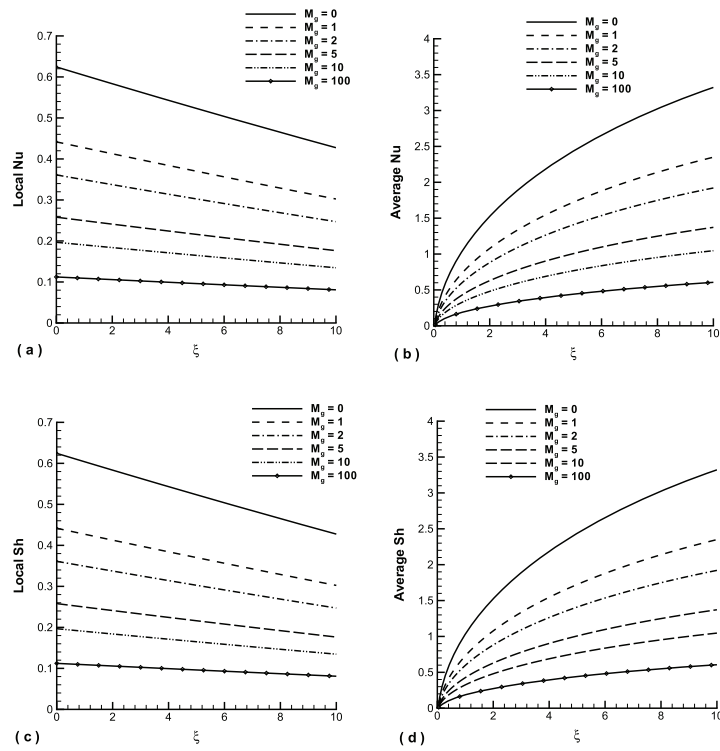 M_g = 0
M_g = 1
M_g = 2
M_g = 5
M_g = 10
M_g = 100
0.7
0.6
0.5
0.4
0.3
0.2
0.1
0
Local Nu
0 2 4 6 8 10
ξ
( a )
M_g = 0
M_g = 1
M_g = 2
M_g = 5
M_g = 10
M_g = 100
4
3.5
3
2.5
2
1.5
1
0.5
0
Average Nu
0 2 4 6 8 10
ξ
( b )
M_g = 0
M_g = 1
M_g = 2
M_g = 5
M_g = 10
M_g = 100
0.7
0.6
0.5
0.4
0.3
0.2
0.1
0
Local Sh
0 2 4 6 8 10
ξ
( c )
M_g = 0
M_g = 1
M_g = 2
M_g = 5
M_g = 10
M_g = 100
4
3.5
3
2.5
2
1.5
1
0.5
0
Average Sh
0 2 4 6 8 10
ξ
( d )